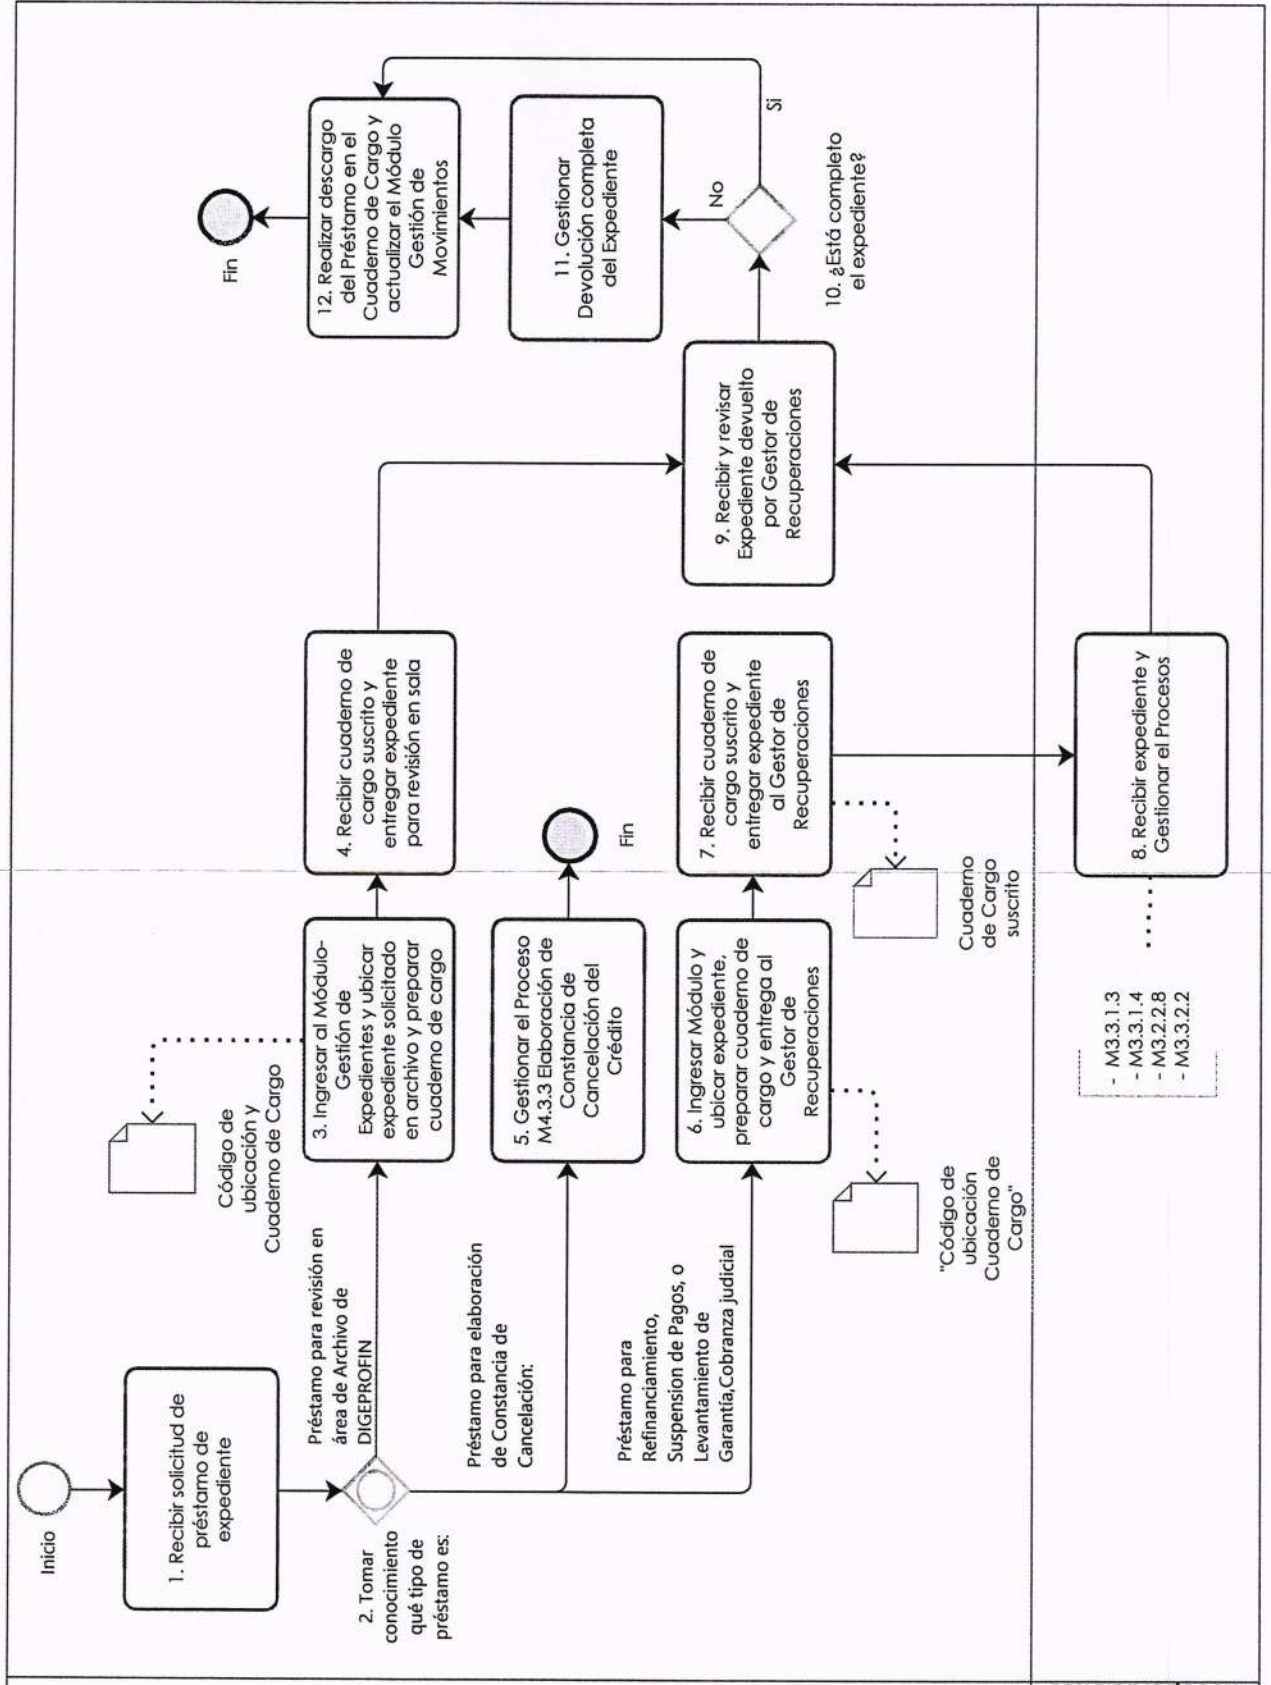 Inicio
1. Recibir solicitud de
préstamo de
expediente
2. Tomar
conocimiento
qué tipo de
préstamo es:
Préstamo para revisión en
área de Archivo de
DIGEPROFIN
Préstamo para elaboración
de Constancia de
Cancelación:
Préstamo para
Refinanciamiento,
Suspension de Pagos, o
Levantamiento de
Garantía,Cobranza judicial
Código de
ubicación y
Cuaderno de Cargo
3. Ingresar al Módulo-
Gestión de
Expedientes y ubicar
expediente solicitado
en archivo y preparar
cuaderno de cargo
4. Recibir cuaderno de
cargo suscrito y
entregar expediente
para revisión en sala
5. Gestionar el Proceso
M4.3.3 Elaboración de
Constancia de
Cancelación del
Crédito
Fin
6. Ingresar Módulo y
ubicar expediente,
preparar cuaderno de
cargo y entrega al
Gestor de
Recuperaciones
"Código de
ubicación
Cuaderno de
Cargo"
7. Recibir cuaderno de
cargo suscrito y
entregar expediente
al Gestor de
Recuperaciones
Cuaderno
de Cargo
suscrito
8. Recibir expediente y
Gestionar el Procesos
- M3.3.1.3
- M3.3.1.4
- M3.2.2.8
- M3.3.2.2
9. Recibir y revisar
Expediente devuelto
por Gestor de
Recuperaciones
10. ¿Está completo
el expediente?
No
Si
11. Gestionar
Devolución completa
del Expediente
12. Realizar descargo
del Préstamo en el
Cuaderno de Cargo y
actualizar el Módulo
Gestión de
Movimientos
Fin